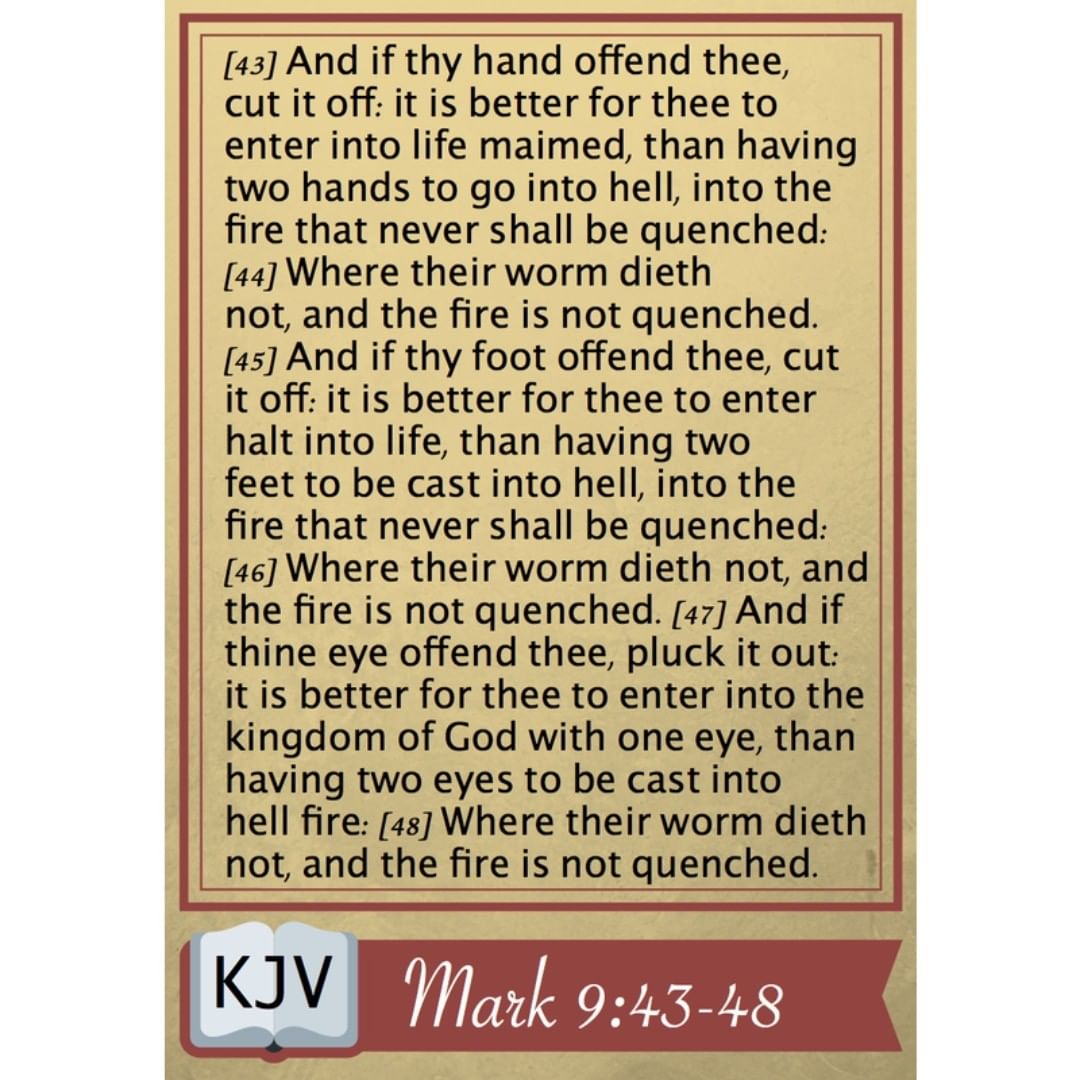 [43] And if thy hand offend thee,
cut it off: it is better for thee to
enter into life maimed, than having
two hands to go into hell, into the
fire that never shall be quenched:
[44] Where their worm dieth
not, and the fire is not quenched.
[45] And if thy foot offend thee, cut
it off: it is better for thee to enter
halt into life, than having two
feet to be cast into hell, into the
fire that never shall be quenched:
[46] Where their worm dieth not, and
the fire is not quenched. [47] And if
thine eye offend thee, pluck it out:
it is better for thee to enter into the
kingdom of God with one eye, than
having two eyes to be cast into
hell fire: [48] Where their worm dieth
not, and the fire is not quenched.
KJV
Mark 9:43-48